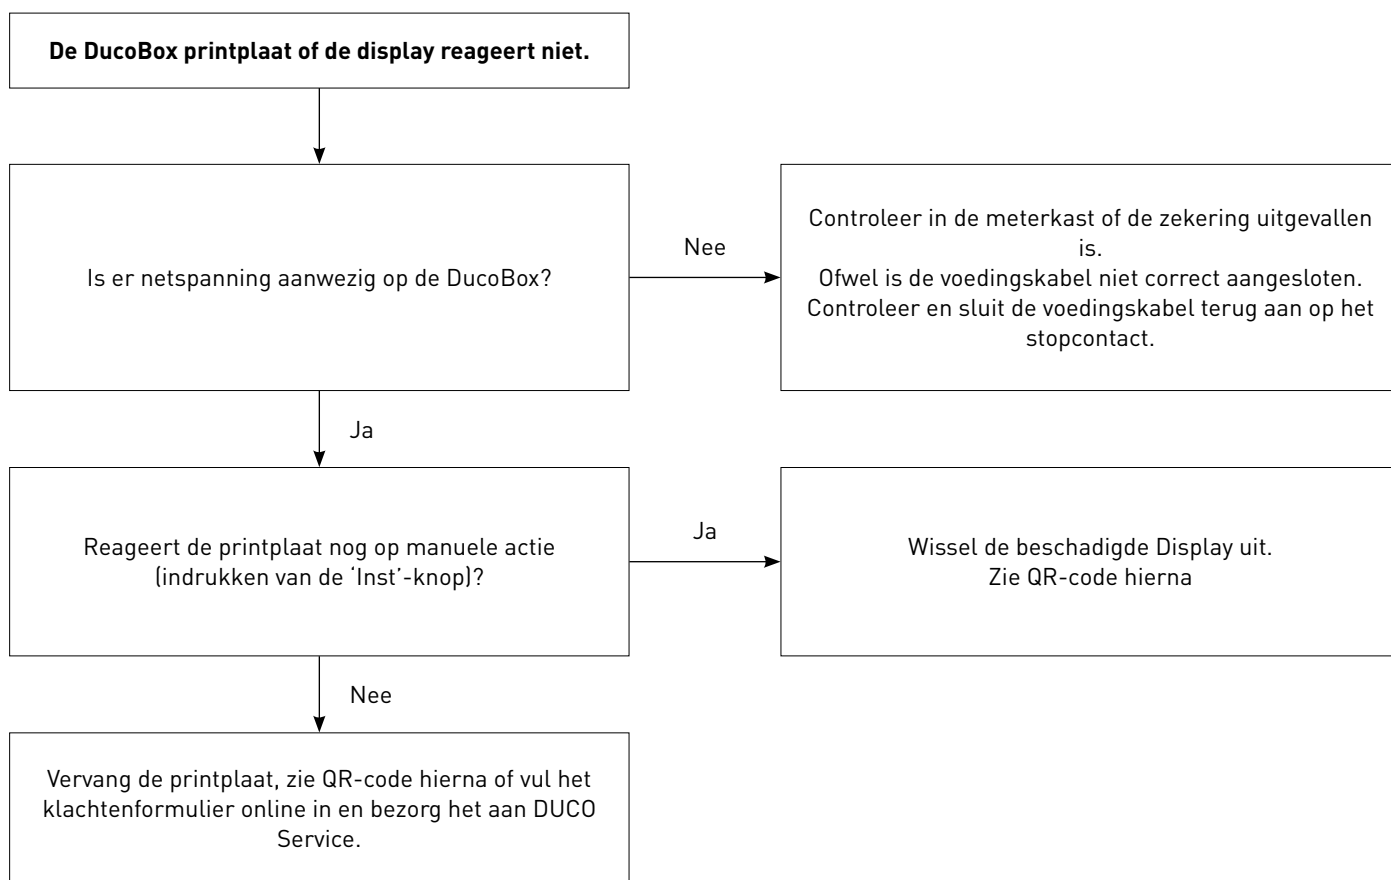 De DucoBox printplaat of de display reageert niet.
Is er netspanning aanwezig op de DucoBox?
Nee
Controleer in de meterkast of de zekering uitgevallen
is.
Ofwel is de voedingskabel niet correct aangesloten.
Controleer en sluit de voedingskabel terug aan op het
stopcontact.
Ja
Reageert de printplaat nog op manuele actie
(indrukken van de ‘Inst’-knop)?
Ja
Wissel de beschadigde Display uit.
Zie QR-code hierna
Nee
Vervang de printplaat, zie QR-code hierna of vul het
klachtenformulier online in en bezorg het aan DUCO
Service.